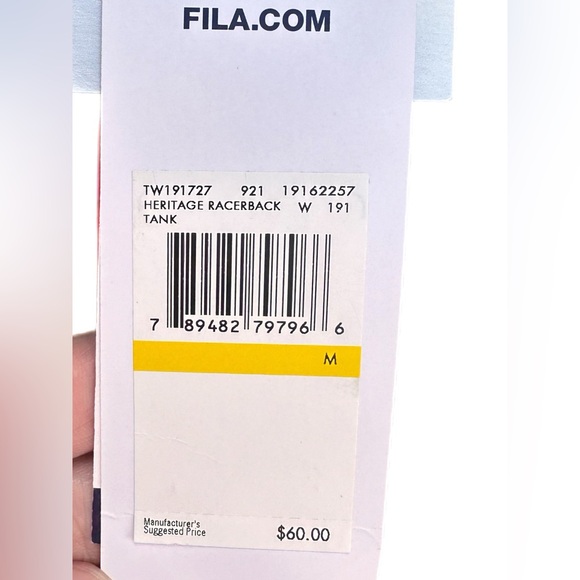 FILA.COM
TW191727 921 19162257
HERITAGE RACERBACK W 191
TANK
7 89482 79796 6
M
Manufacturer's
Suggested Price
$60.00